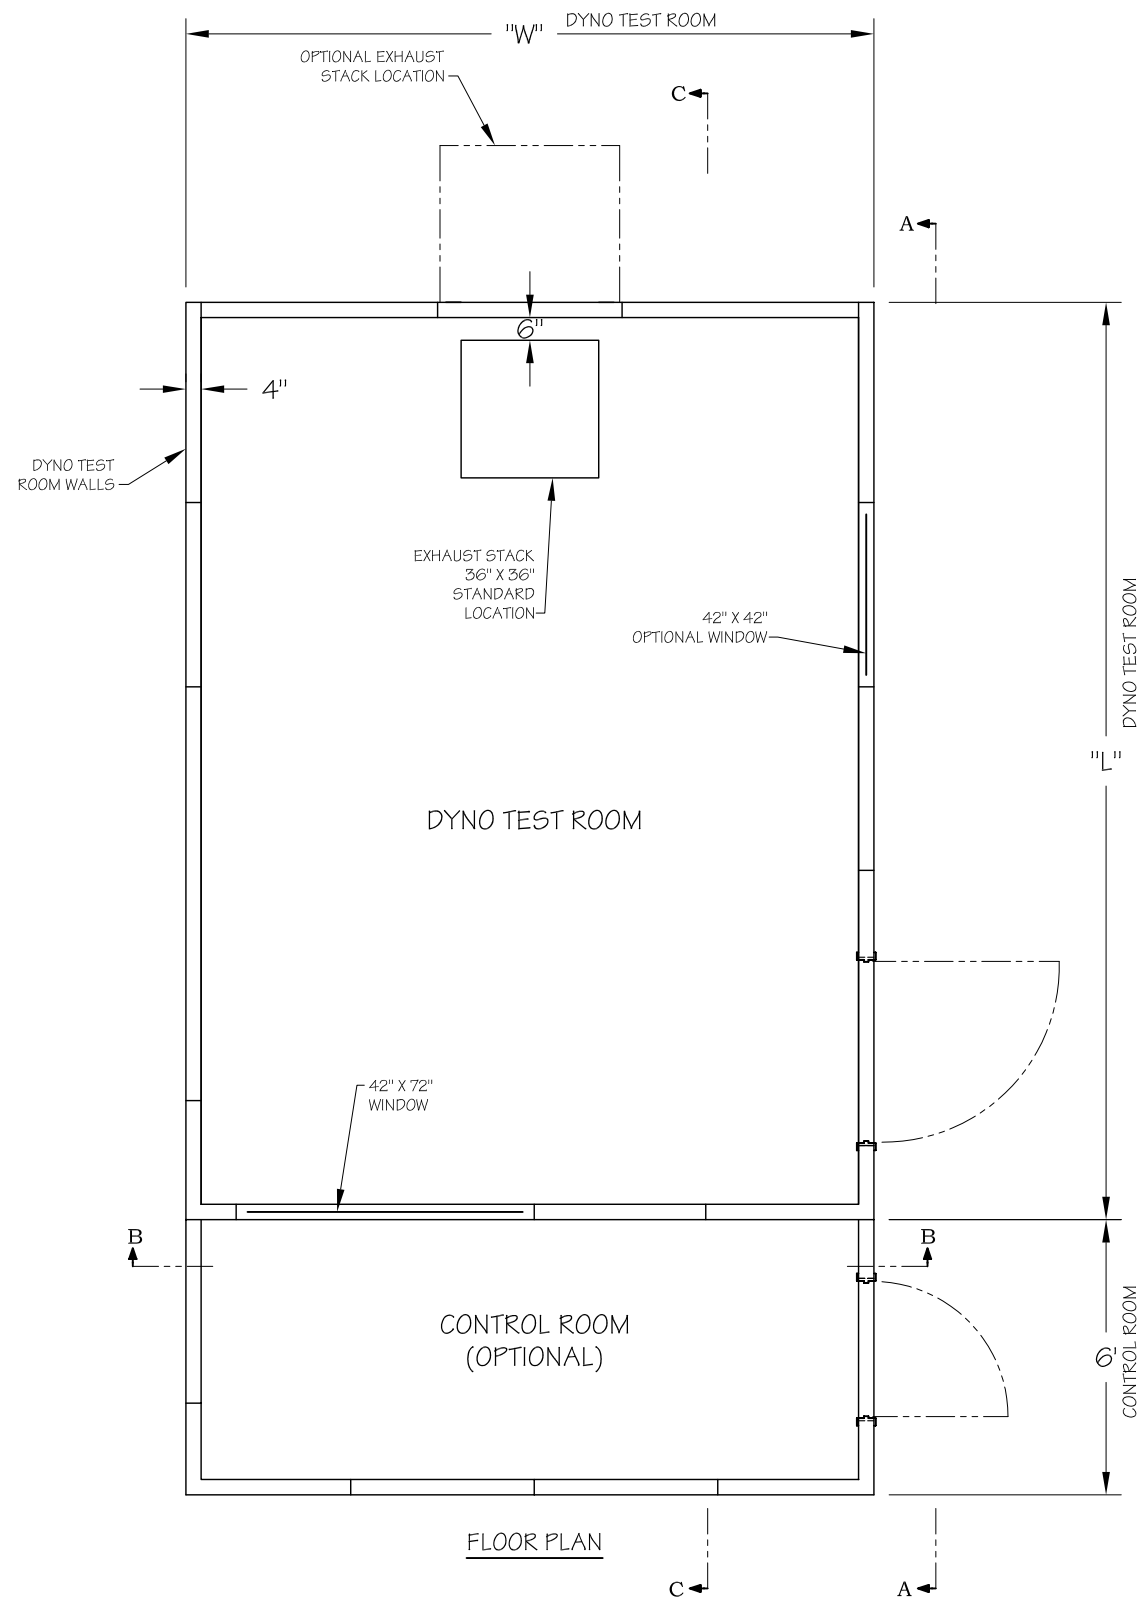 DYNO TEST ROOM
"W"
OPTIONAL EXHAUST
STACK LOCATION
C
A
6"
4"
DYNO TEST
ROOM WALLS
EXHAUST STACK
36" X 36"
STANDARD
LOCATION
42" X 42"
OPTIONAL WINDOW
DYNO TEST ROOM
"L"
DYNO TEST ROOM
42" X 72"
WINDOW
B
B
CONTROL ROOM
(OPTIONAL)
6'
CONTROL ROOM
FLOOR PLAN
C
A